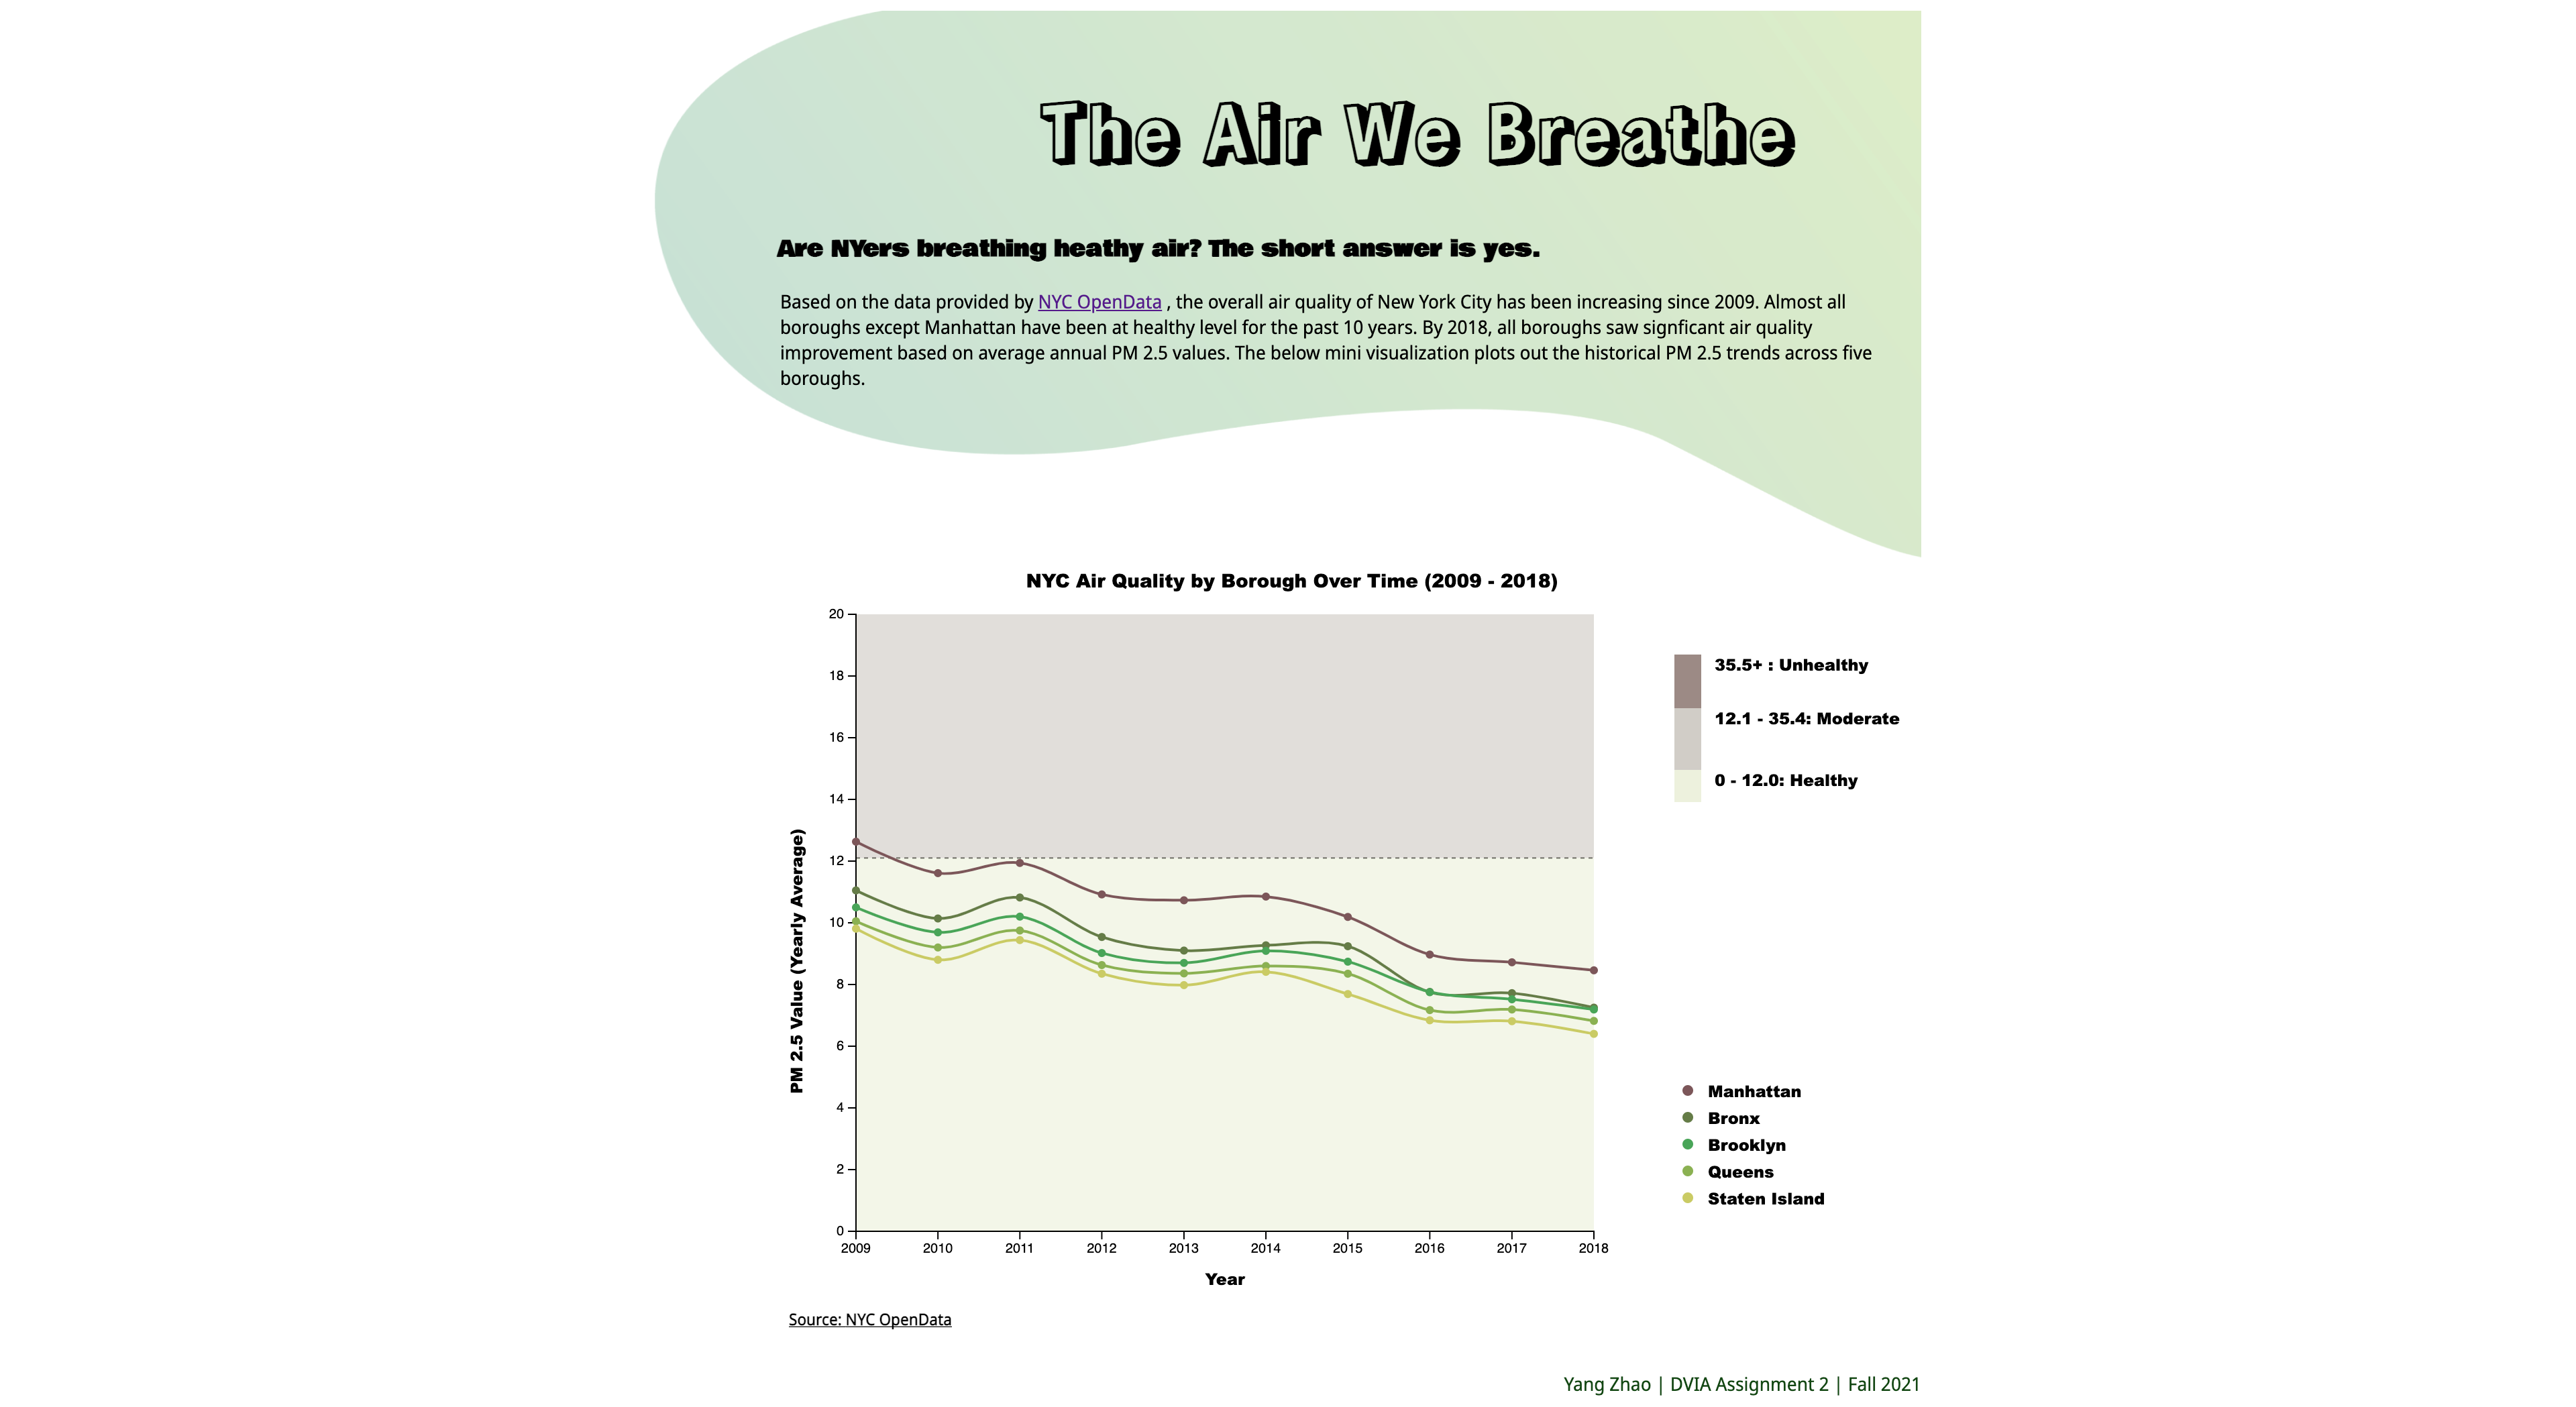 The Air We Breathe
Are NYers breathing heathy air? The short answer is yes.
Based on the data provided by NYC OpenData , the overall air quality of New York City has been increasing since 2009. Almost all
boroughs except Manhattan have been at healthy level for the past 10 years. By 2018, all boroughs saw signficant air quality
improvement based on average annual PM 2.5 values. The below mini visualization plots out the historical PM 2.5 trends across five
boroughs.
NYC Air Quality by Borough Over Time (2009 - 2018)
20
18
16
14
12
10
8
6
4
2
0
PM 2.5 Value (Yearly Average)
2009 2010 2011 2012 2013 2014 2015 2016 2017 2018
Year
35.5+ : Unhealthy
12.1 - 35.4: Moderate
0 - 12.0: Healthy
Manhattan
Bronx
Brooklyn
Queens
Staten Island
Source: NYC OpenData
Yang Zhao | DVIA Assignment 2 | Fall 2021